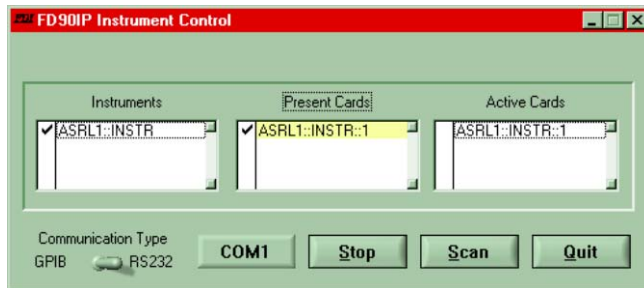 FD90IP Instrument Control
Instruments
Present Cards
Active Cards
ASRL1::INSTR
ASRL1::INSTR::1
ASRL1::INSTR::1
Communication Type
GPIB
RS232
COM1
Stop
Scan
Quit